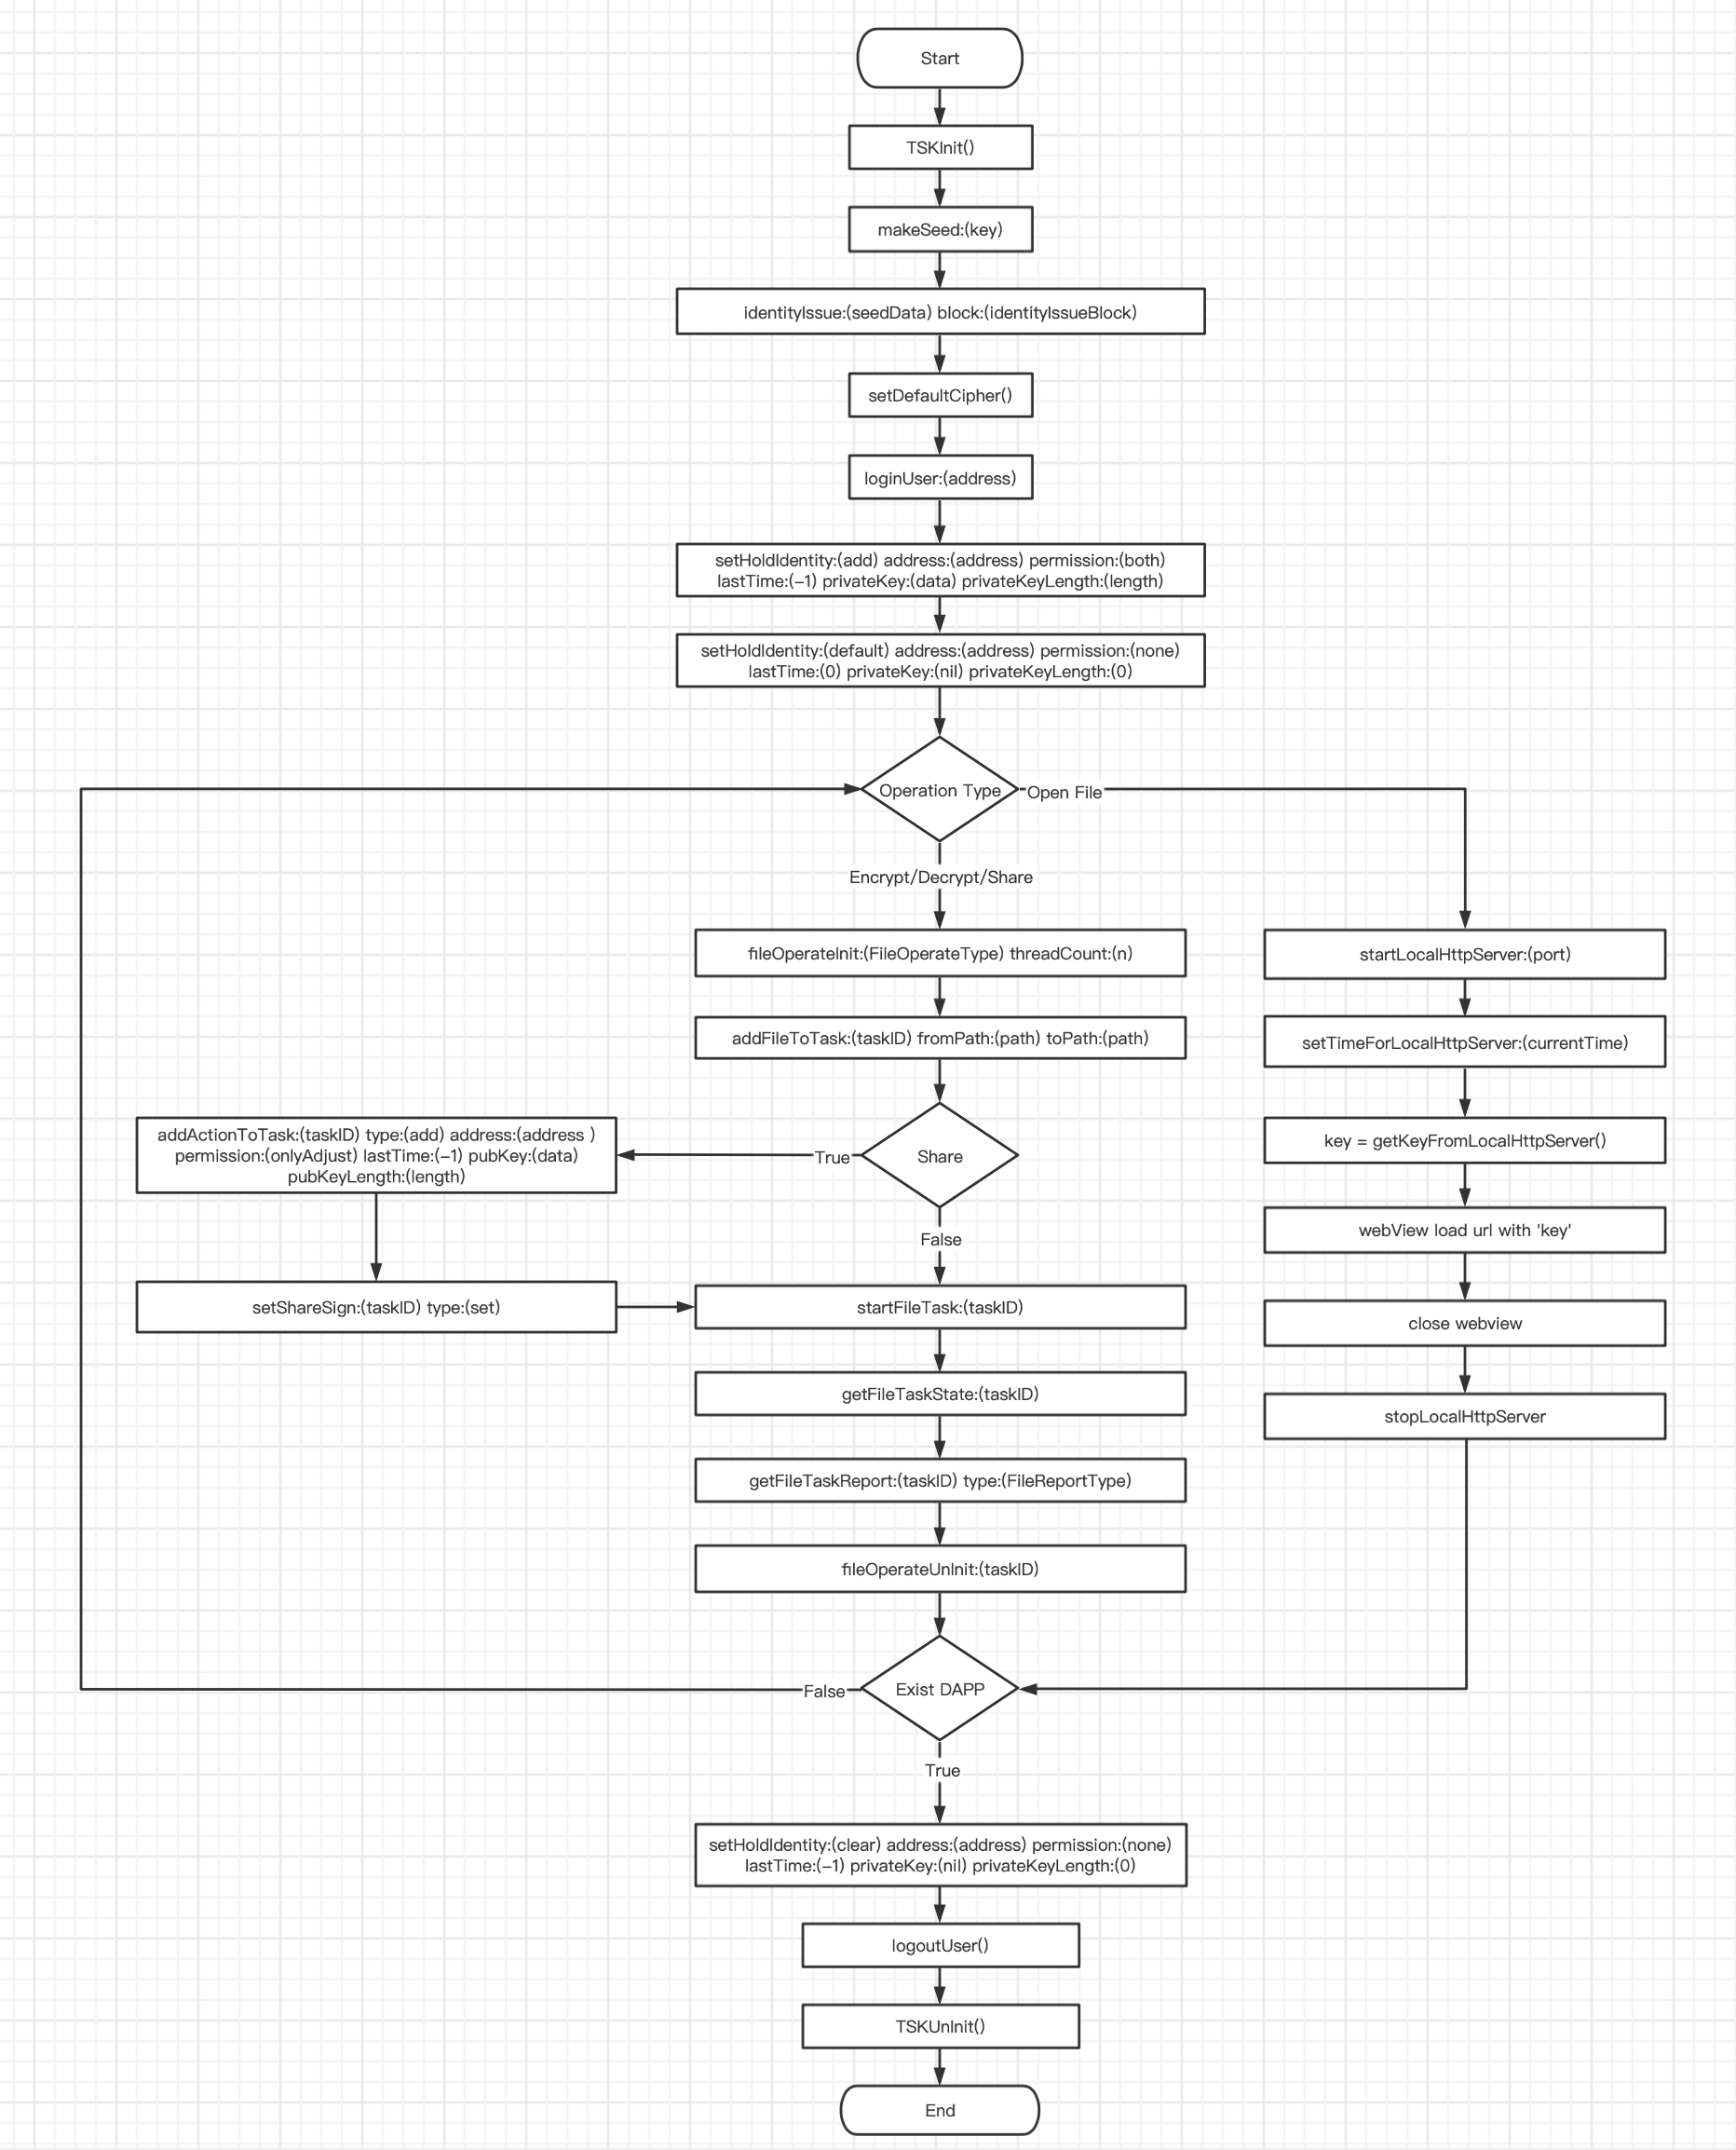 Start
TSKInit()
makeSeed:(key)
identityIssue:(seedData) block:(identityIssueBlock)
setDefaultCipher()
loginUser:(address)
setHoldIdentity:(add) address:(address) permission:(both)
lastTime:(-1) privateKey:(data) privateKeyLength:(length)
setHoldIdentity:(default) address:(address) permission:(none)
lastTime:(0) privateKey:(nil) privateKeyLength:(0)
Operation Type
Open File
Encrypt/Decrypt/Share
fileOperateInit:(FileOperateType) threadCount:(n)
addFileToTask:(taskID) fromPath:(path) toPath:(path)
Share
True
addActionToTask:(taskID) type:(add) address:(address )
permission:(onlyAdjust) lastTime:(-1) pubKey:(data)
pubKeyLength:(length)
setShareSign:(taskID) type:(set)
False
startFileTask:(taskID)
getFileTaskState:(taskID)
getFileTaskReport:(taskID) type:(FileReportType)
fileOperateUnInit:(taskID)
startLocalHttpServer:(port)
setTimeForLocalHttpServer:(currentTime)
key = getKeyFromLocalHttpServer()
webView load url with 'key'
close webview
stopLocalHttpServer
Exist DAPP
False
True
setHoldIdentity:(clear) address:(address) permission:(none)
lastTime:(-1) privateKey:(nil) privateKeyLength:(0)
logoutUser()
TSKUnInit()
End